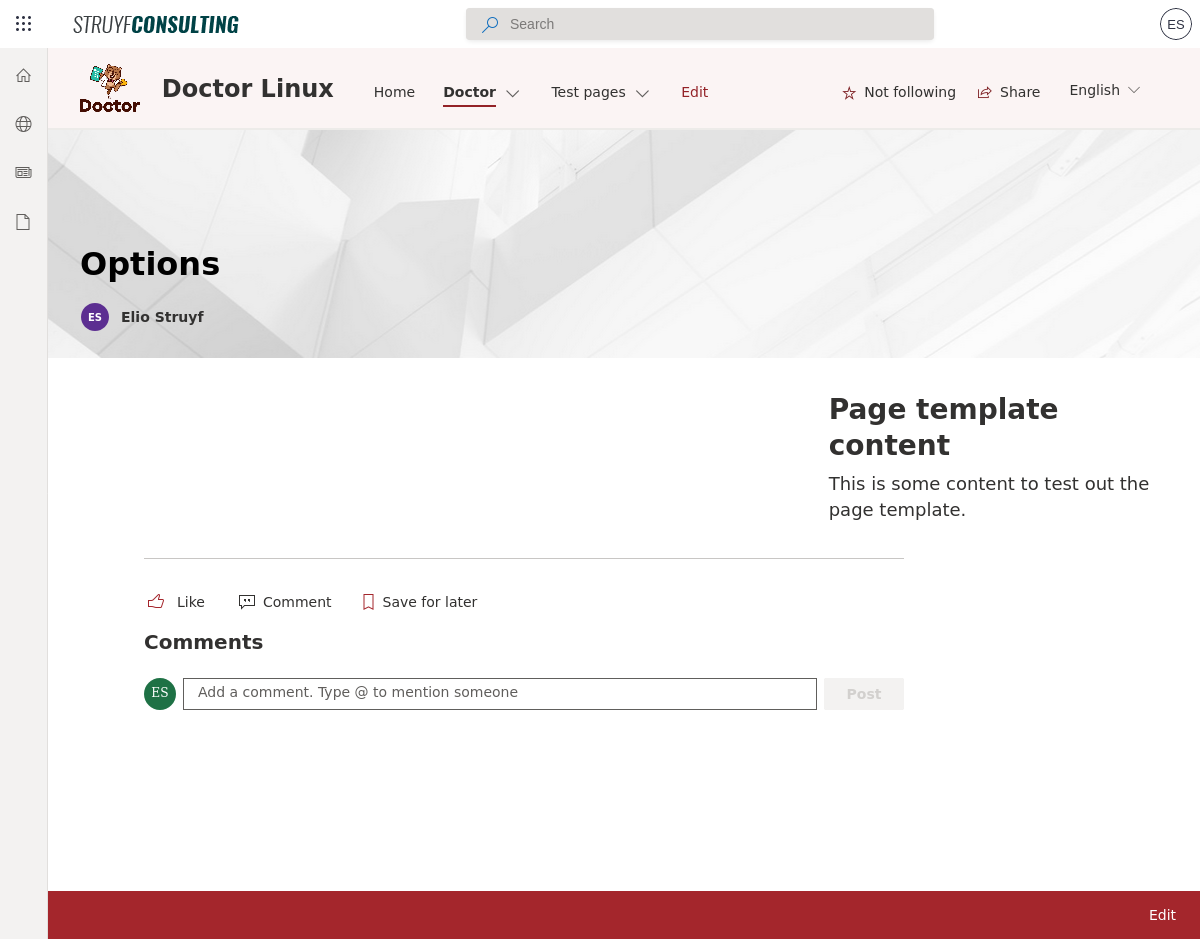 STRUYFCONSULTING
Search
ES
Doctor
Doctor Linux
Home
Doctor
Test pages
Edit
Not following
Share
English
Options
ES
Elio Struyf
Page template
content
This is some content to test out the
page template.
Like
Comment
Save for later
Comments
ES
Add a comment. Type @ to mention someone
Post
Edit